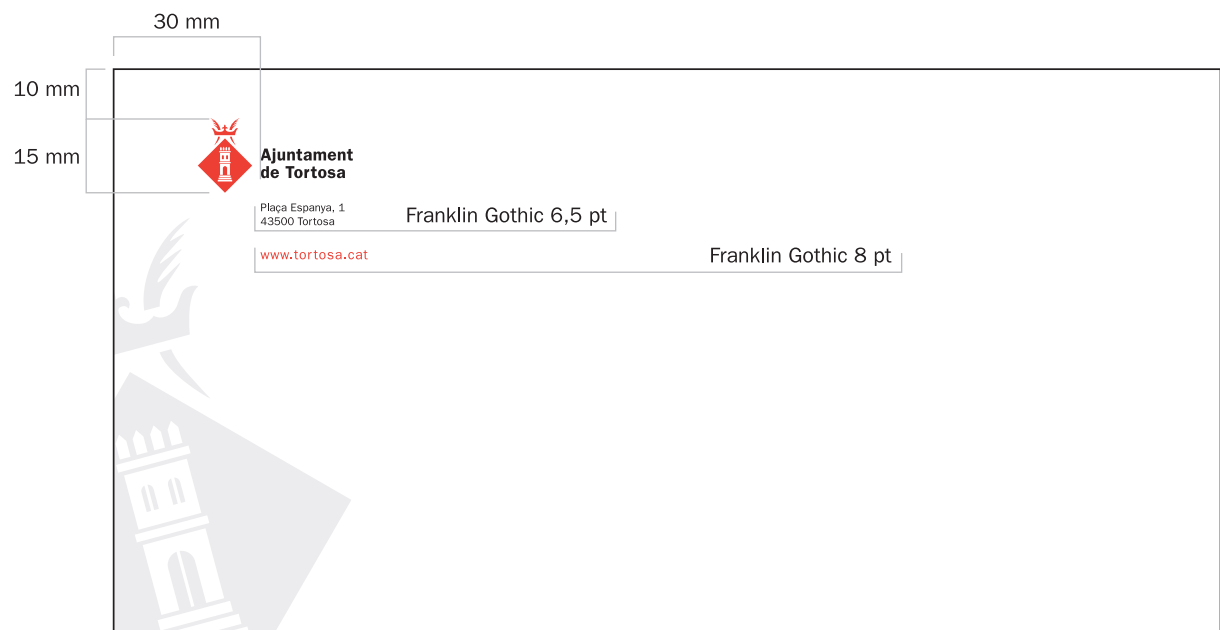 30 mm
10 mm
15 mm
Ajuntament
de Tortosa
Plaça Espanya, 1
43500 Tortosa
Franklin Gothic 6,5 pt
www.tortosa.cat
Franklin Gothic 8 pt